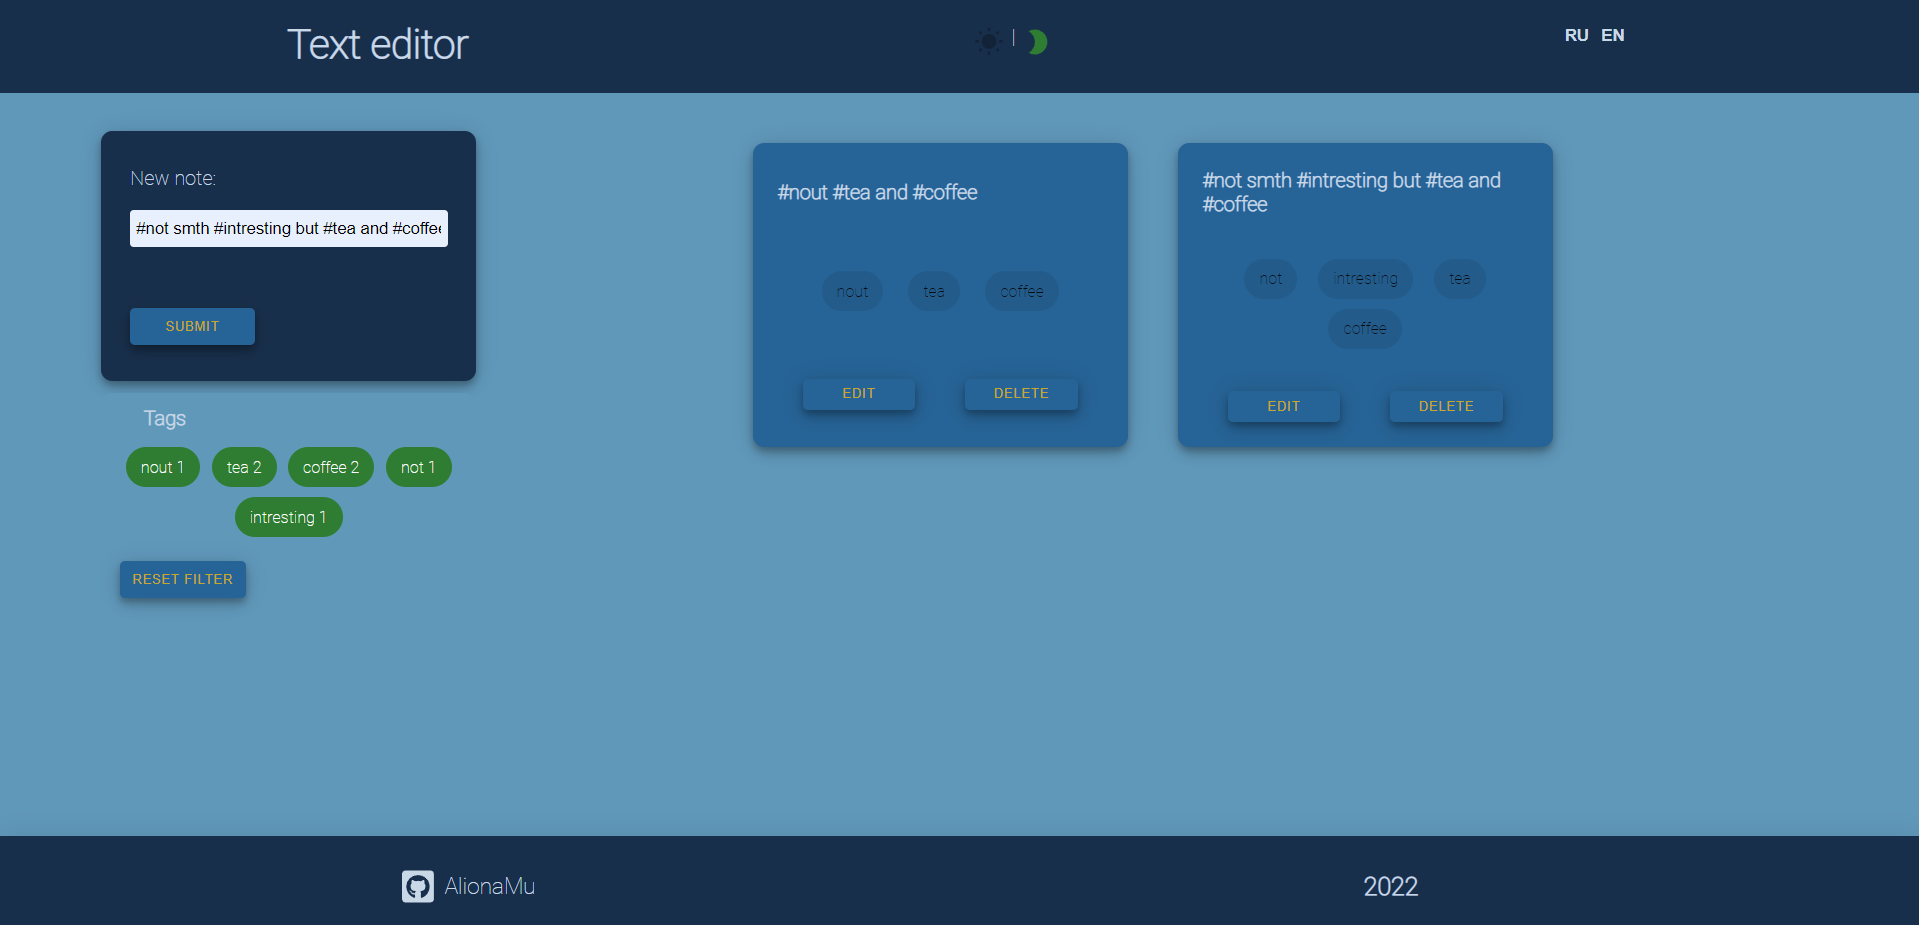 Text editor
RU EN
New note:
#not smth #intresting but #tea and #coffee
SUBMIT
Tags
nout 1
tea 2
coffee 2
not 1
intresting 1
RESET FILTER
#nout #tea and #coffee
nout
tea
coffee
EDIT
DELETE
#not smth #intresting but #tea and
#coffee
not
intresting
tea
coffee
EDIT
DELETE
AlionaMu
2022